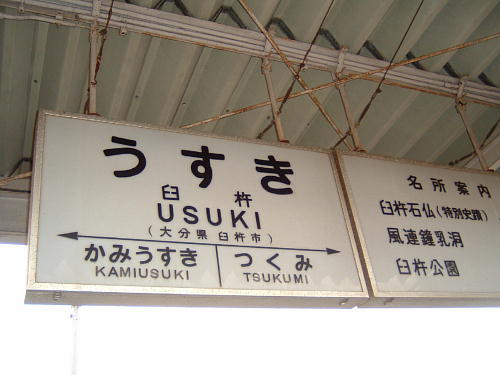 うすき
臼杵
USUKI
(大分県臼杵市)
かみうすき
KAMIUSUKI
つくみ
TSUKUMI
名所案内
臼杵石仏(特別史蹟)
風連鐘乳洞
臼杵公園